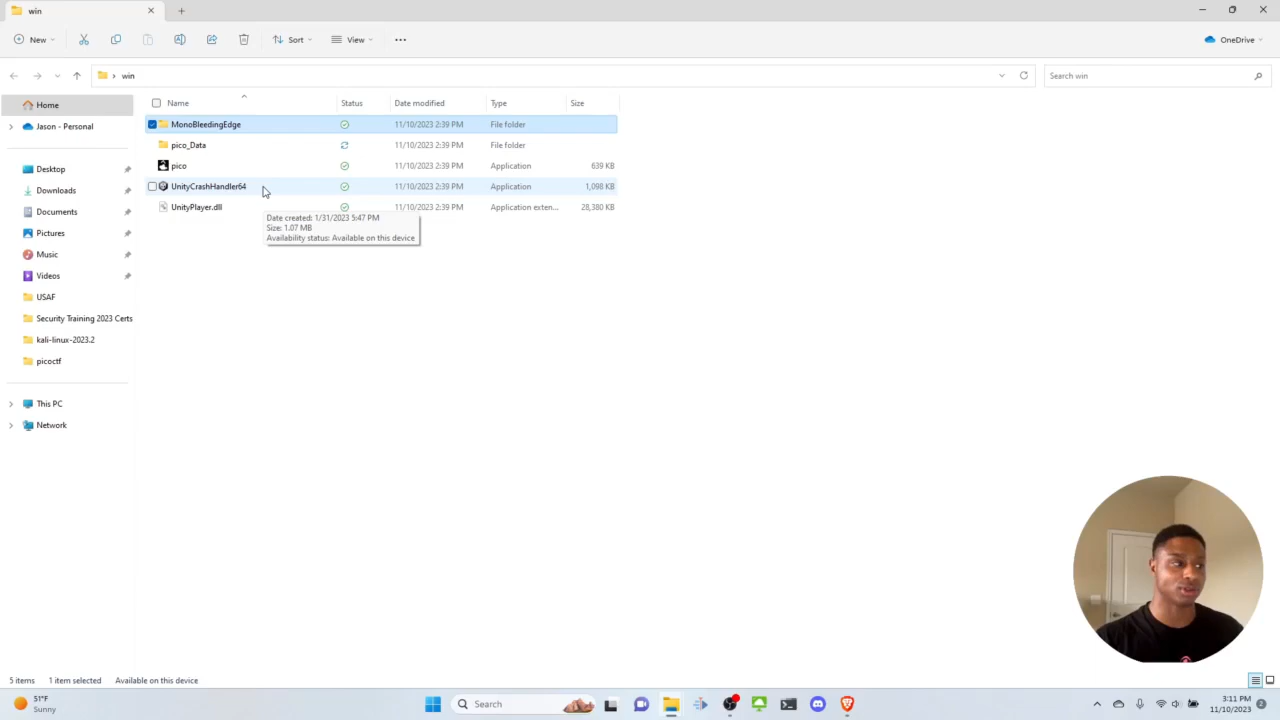 win
New
Sort
View
OneDrive
win
Search win
Name Status Date modified Type Size
Home
Jason - Personal
Desktop
Downloads
Documents
Pictures
Music
Videos
USAF
Security Training 2023 Certs
kali-linux-2023.2
picoctf
This PC
Network
MonoBleedingEdge 11/10/2023 2:39 PM File folder
pico_Data 11/10/2023 2:39 PM File folder
pico 11/10/2023 2:39 PM Application 639 KB
UnityCrashHandler64 11/10/2023 2:39 PM Application 1,098 KB
UnityPlayer.dll 11/10/2023 2:39 PM Application exten... 28,380 KB
Date created: 1/31/2023 5:47 PM
Size: 1.07 MB
Availability status: Available on this device
5 items 1 item selected Available on this device
51°F
Sunny
Search
3:11 PM
11/10/2023
2